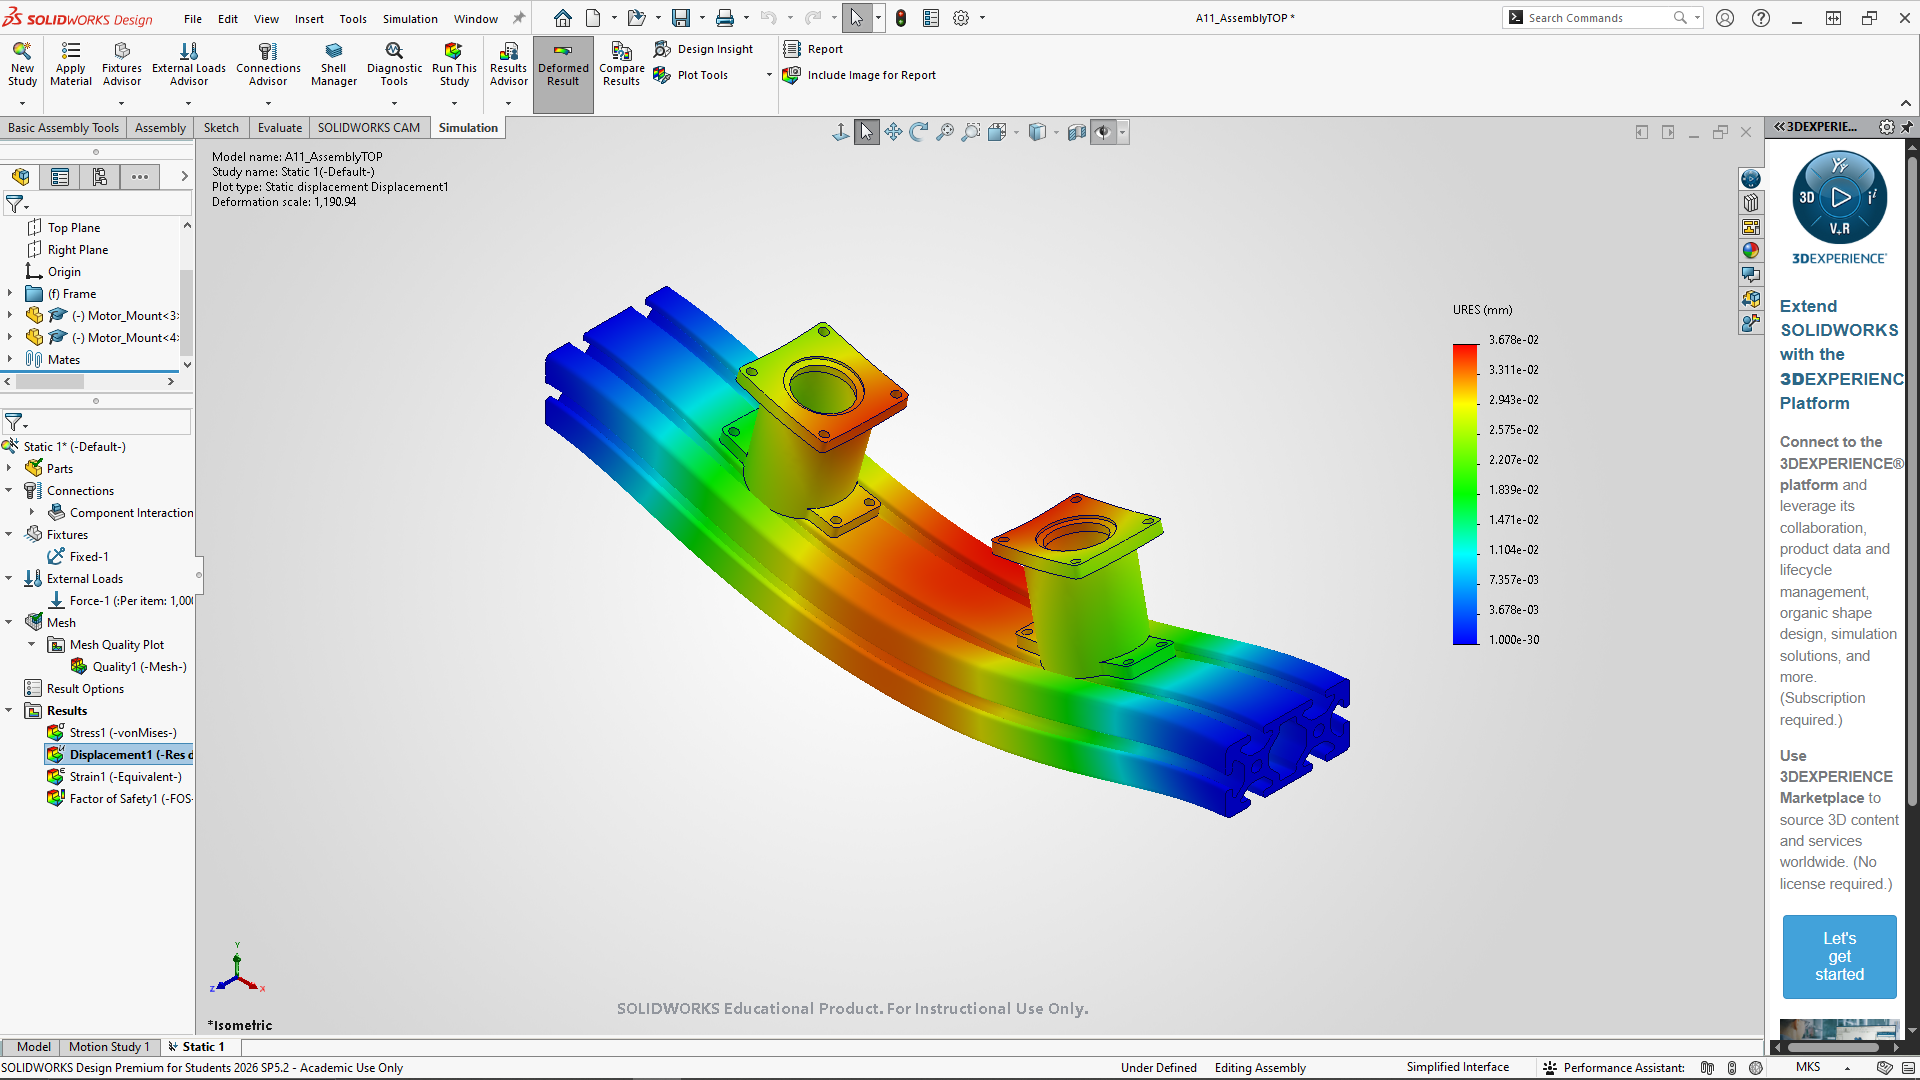 SOLIDWORKS Design
File Edit View Insert Tools Simulation Window
A11_AssemblyTOP *
Search Commands
New Study
Apply Material
Fixtures Advisor
External Loads Advisor
Connections Advisor
Shell Manager
Diagnostic Tools
Run This Study
Results Advisor
Deformed Result
Compare Results
Design Insight
Plot Tools
Report
Include Image for Report
Basic Assembly Tools Assembly Sketch Evaluate SOLIDWORKS CAM Simulation
Top Plane
Right Plane
Origin
(f) Frame
(-) Motor_Mount<3>
(-) Motor_Mount<4>
Mates
Static 1* (-Default-)
Parts
Connections
Component Interaction
Fixtures
Fixed-1
External Loads
Force-1 (:Per item: 1,000
Mesh
Mesh Quality Plot
Quality1 (-Mesh-)
Result Options
Results
Stress1 (-vonMises-)
Displacement1 (-Res d
Strain1 (-Equivalent-)
Factor of Safety1 (-FOS-
Model name: A11_AssemblyTOP
Study name: Static 1(-Default-)
Plot type: Static displacement Displacement1
Deformation scale: 1,190.94
URES (mm)
3.678e-02
3.311e-02
2.943e-02
2.575e-02
2.207e-02
1.839e-02
1.471e-02
1.104e-02
7.357e-03
3.678e-03
1.000e-30
Y
Z
X
*Isometric
SOLIDWORKS Educational Product. For Instructional Use Only.
3DEXPERIE...
3D
V+R
3DEXPERIENCE
Extend
SOLIDWORKS
with the
3DEXPERIENC
Platform
Connect to the
3DEXPERIENCE®
platform and
leverage its
collaboration,
product data and
lifecycle
management,
organic shape
design, simulation
solutions, and
more.
(Subscription
required.)
Use
3DEXPERIENCE
Marketplace to
source 3D content
and services
worldwide. (No
license required.)
Let's
get
started
Model Motion Study 1 Static 1
SOLIDWORKS Design Premium for Students 2026 SP5.2 - Academic Use Only
Under Defined Editing Assembly Simplified Interface Performance Assistant: MKS